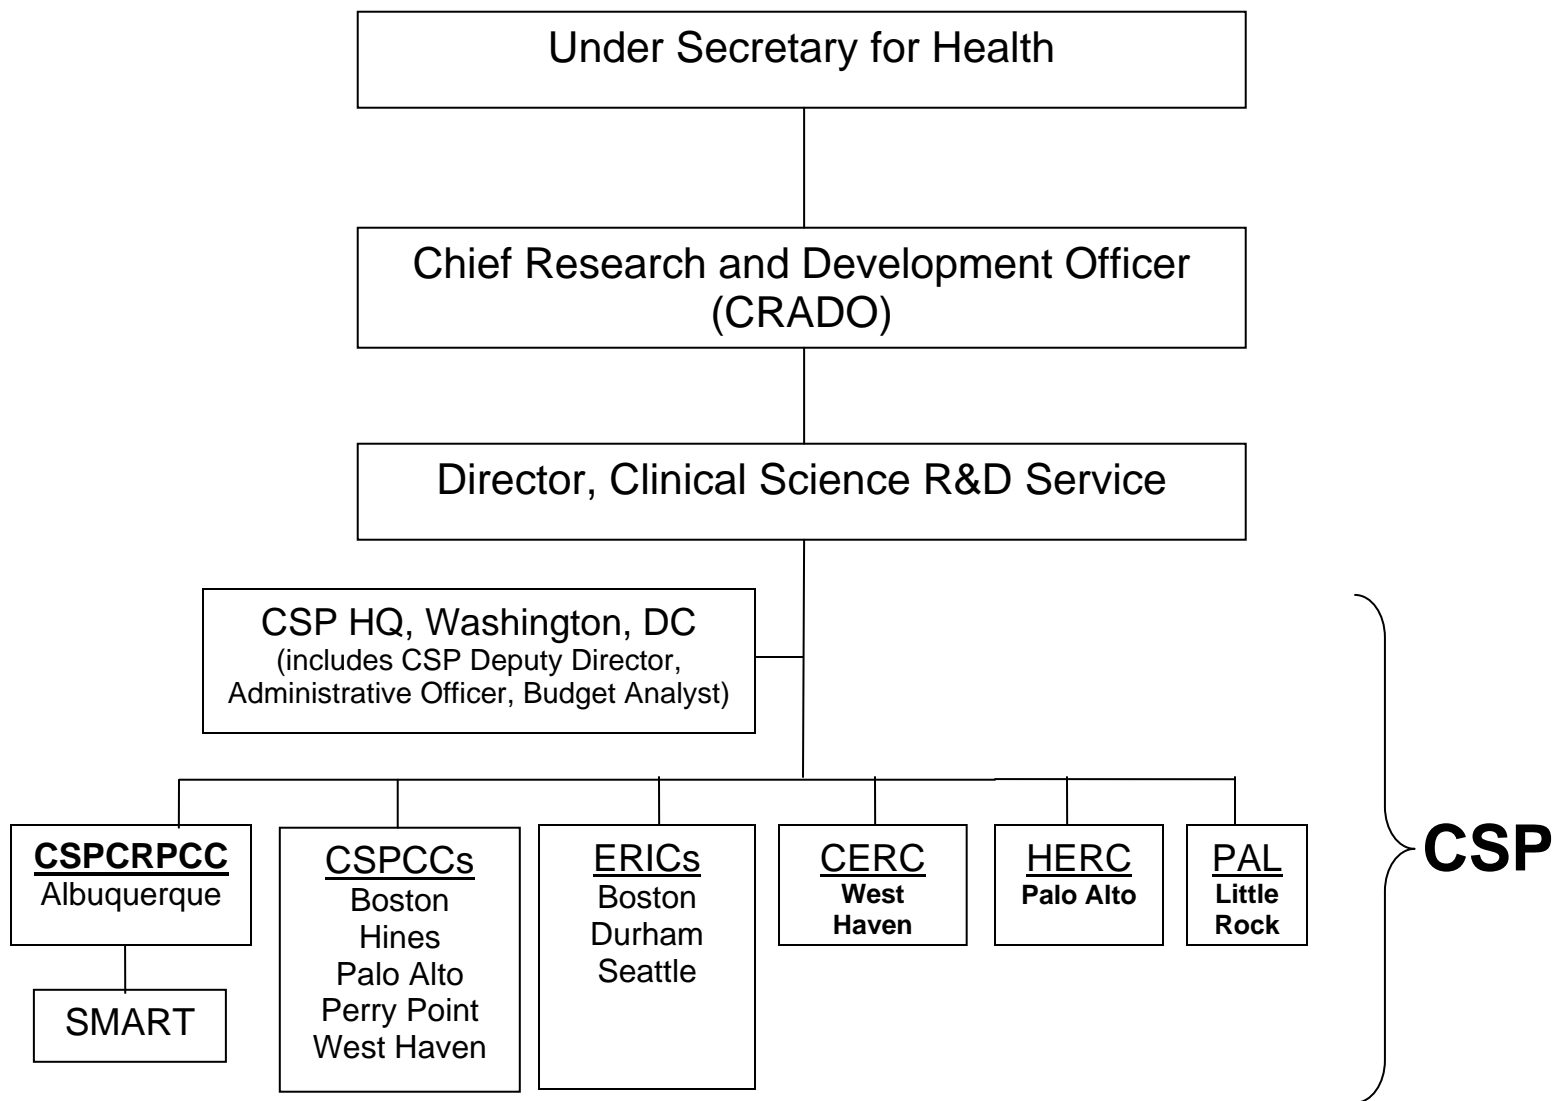 Under Secretary for Health
Chief Research and Development Officer
(CRADO)
Director, Clinical Science R&D Service
CSP HQ, Washington, DC
(includes CSP Deputy Director,
Administrative Officer, Budget Analyst)
CSPCRPCC
Albuquerque
SMART
CSPCCs
Boston
Hines
Palo Alto
Perry Point
West Haven
ERICs
Boston
Durham
Seattle
CERC
West
Haven
HERC
Palo Alto
PAL
Little
Rock
CSP